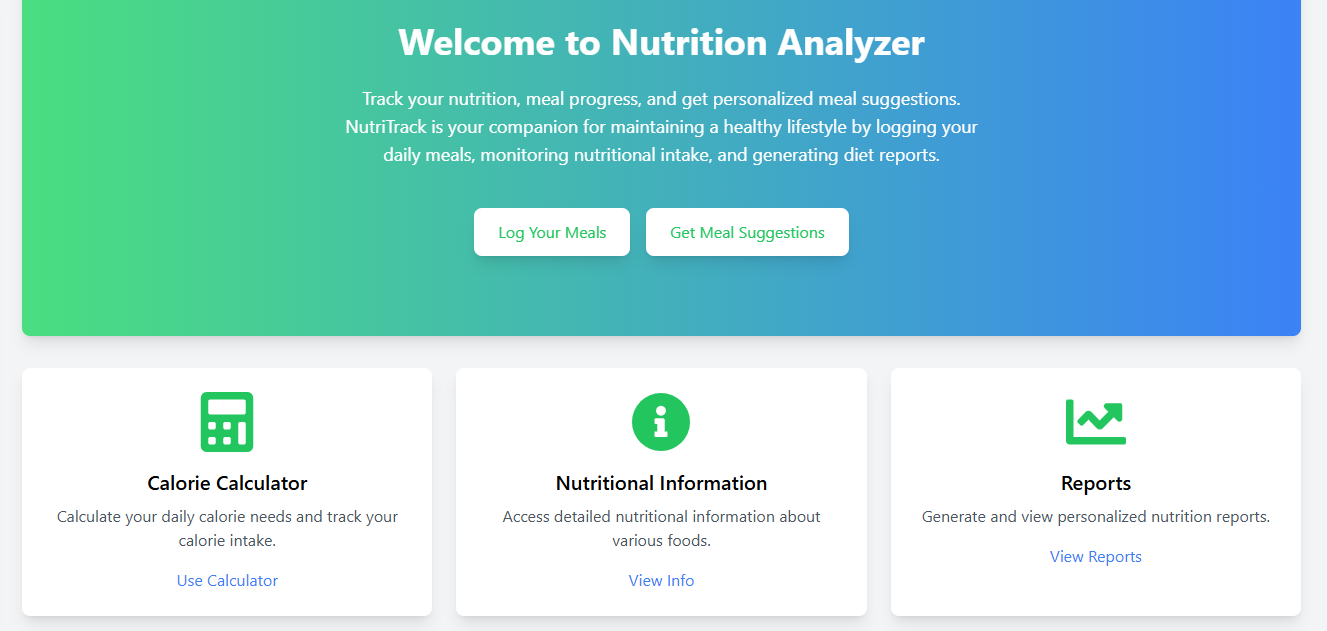 Welcome to Nutrition Analyzer
Track your nutrition, meal progress, and get personalized meal suggestions.
NutriTrack is your companion for maintaining a healthy lifestyle by logging your
daily meals, monitoring nutritional intake, and generating diet reports.
Log Your Meals
Get Meal Suggestions
Calorie Calculator
Calculate your daily calorie needs and track your
calorie intake.
Use Calculator
Nutritional Information
Access detailed nutritional information about
various foods.
View Info
Reports
Generate and view personalized nutrition reports.
View Reports